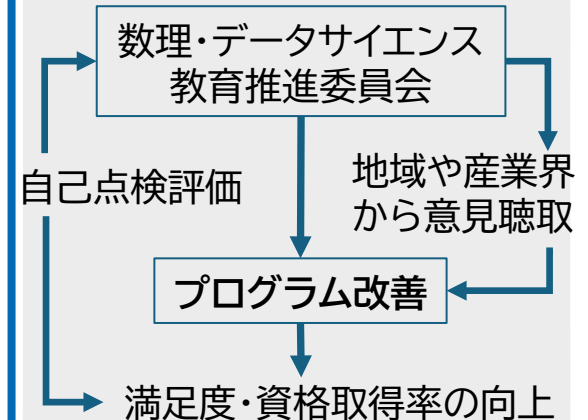 数理・データサイエンス
教育推進委員会
自己点検評価
地域や産業界
から意見聴取
プログラム改善
満足度・資格取得率の向上